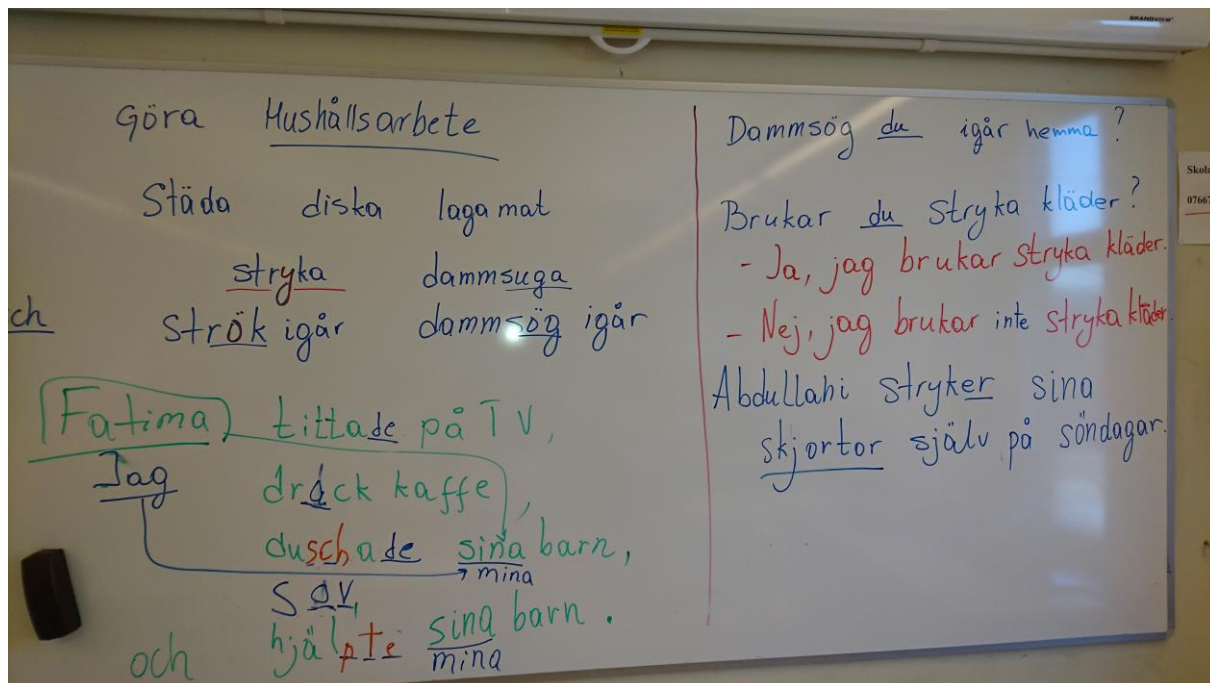 GRANDVIEW
Göra Hushållsarbete
Städa diska laga mat
stryka dammsuga
ch
strök igår dammsög igår
Fatima tittade på TV,
Jag drack kaffe,
duschade sina barn,
mina
sov,
och hjälpte sina barn.
mina
Dammsög du igår hemma?
Brukar du stryka kläder?
- Ja, jag brukar stryka kläder.
- Nej, jag brukar inte stryka kläder.
Abdullahi stryker sina
skjortor själv på söndagar.
0766